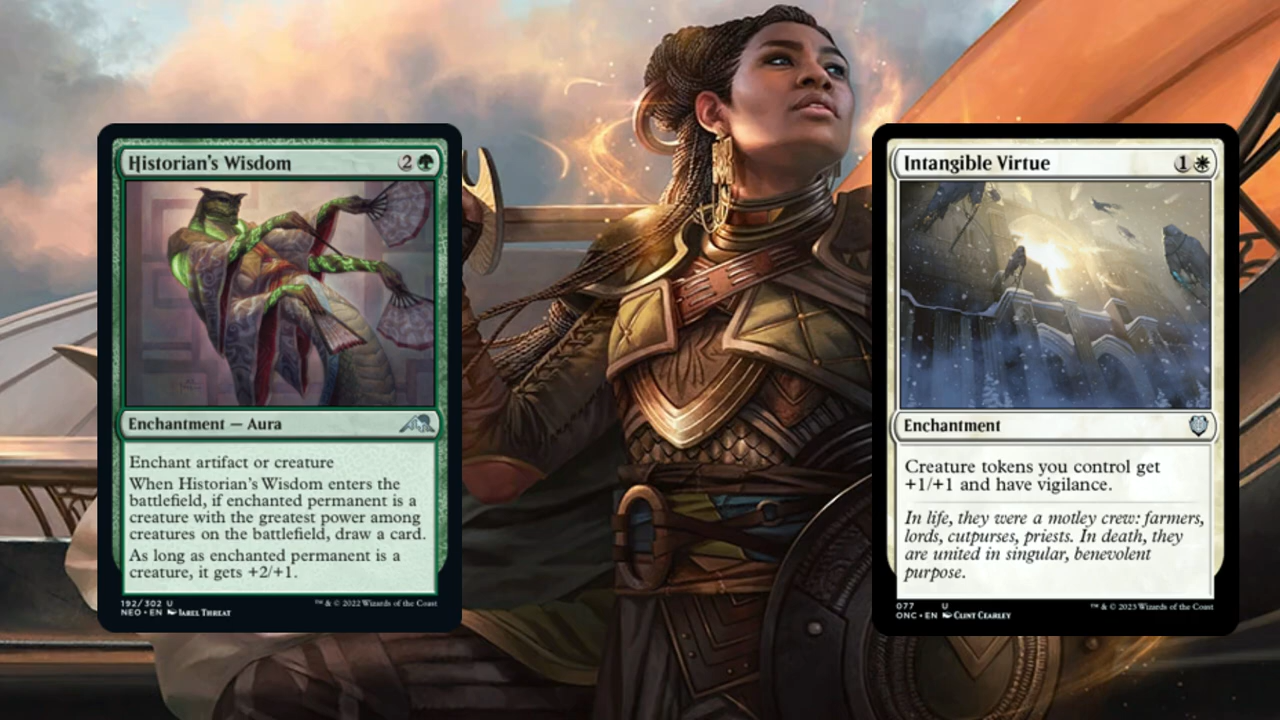 Historian's Wisdom 2
Enchantment — Aura
Enchant artifact or creature
When Historian's Wisdom enters the
battlefield, if enchanted permanent is a
creature with the greatest power among
creatures on the battlefield, draw a card.
As long as enchanted permanent is a
creature, it gets +2/+1.
192/302 U
NEO • EN IAREL THREAT
™ & © 2022 Wizards of the Coast
Intangible Virtue 1
Enchantment
Creature tokens you control get
+1/+1 and have vigilance.
In life, they were a motley crew: farmers,
lords, cutpurses, priests. In death, they
are united in singular, benevolent
purpose.
077 U
ONC • EN CLINT CEARLEY
™ & © 2023 Wizards of the Coast